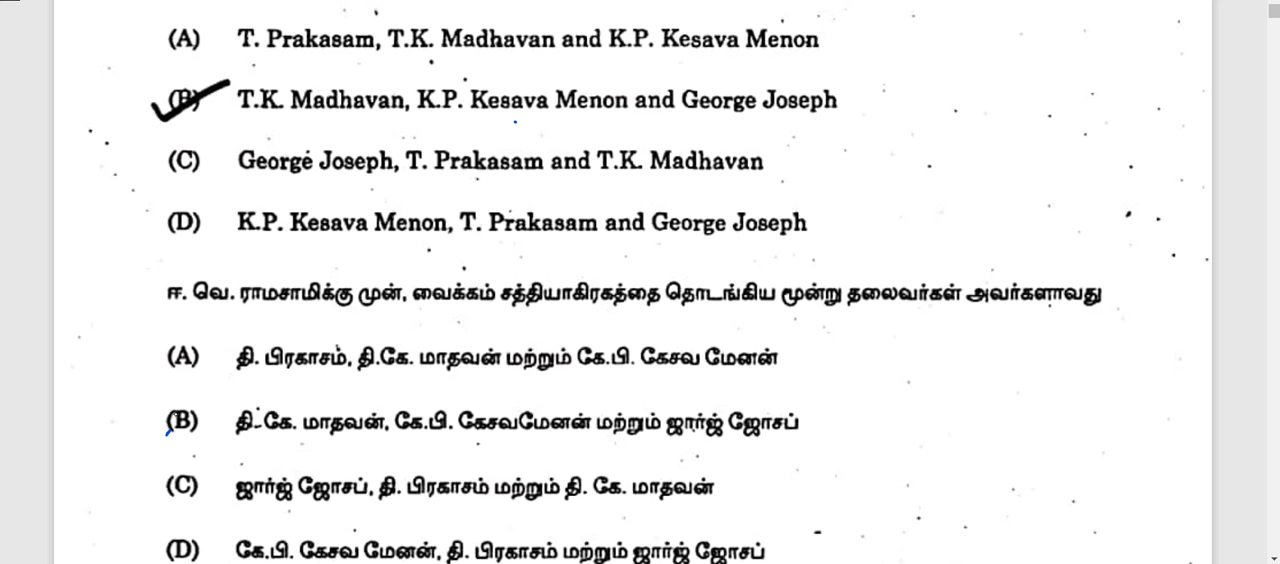 (A) T. Prakasam, T.K. Madhavan and K.P. Kesava Menon
(B) T.K. Madhavan, K.P. Kesava Menon and George Joseph
(C) George Joseph, T. Prakasam and T.K. Madhavan
(D) K.P. Kesava Menon, T. Prakasam and George Joseph
ஈ. வெ. ராமசாமிக்கு முன், வைக்கம் சத்தியாகிரகத்தை தொடங்கிய மூன்று தலைவர்கள் அவர்களாவது
(A) தி. பிரகாசம், தி.கே. மாதவன் மற்றும் கே.பி. கேசவ மேனன்
(B) தி.கே. மாதவன், கே.பி. கேசவமேனன் மற்றும் ஜார்ஜ் ஜோசப்
(C) ஜார்ஜ் ஜோசப், தி. பிரகாசம் மற்றும் தி. கே. மாதவன்
(D) கே.பி. கேசவ மேனன், தி. பிரகாசம் மற்றும் ஜார்ஜ் ஜோசப்